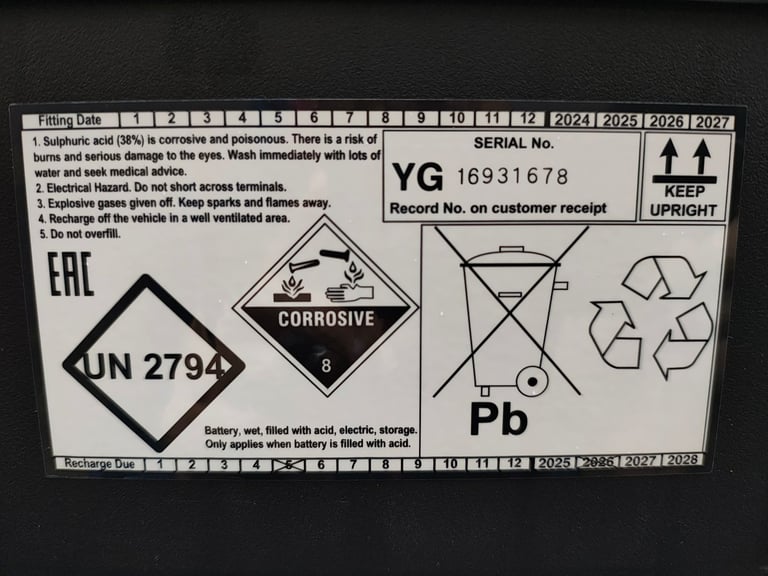 Fitting Date 1 2 3 4 5 6 7 8 9 10 11 12 2024 2025 2026 2027
1. Sulphuric acid (38%) is corrosive and poisonous. There is a risk of
burns and serious damage to the eyes. Wash immediately with lots of
water and seek medical advice.
2. Electrical Hazard. Do not short across terminals.
3. Explosive gases given off. Keep sparks and flames away.
4. Recharge off the vehicle in a well ventilated area.
5. Do not overfill.
SERIAL No.
YG 16931678
Record No. on customer receipt
KEEP
UPRIGHT
EAC
UN 2794
CORROSIVE
8
Battery, wet, filled with acid, electric, storage.
Only applies when battery is filled with acid.
Pb
Recharge Due 1 2 3 4 5 6 7 8 9 10 11 12 2025 2026 2027 2028